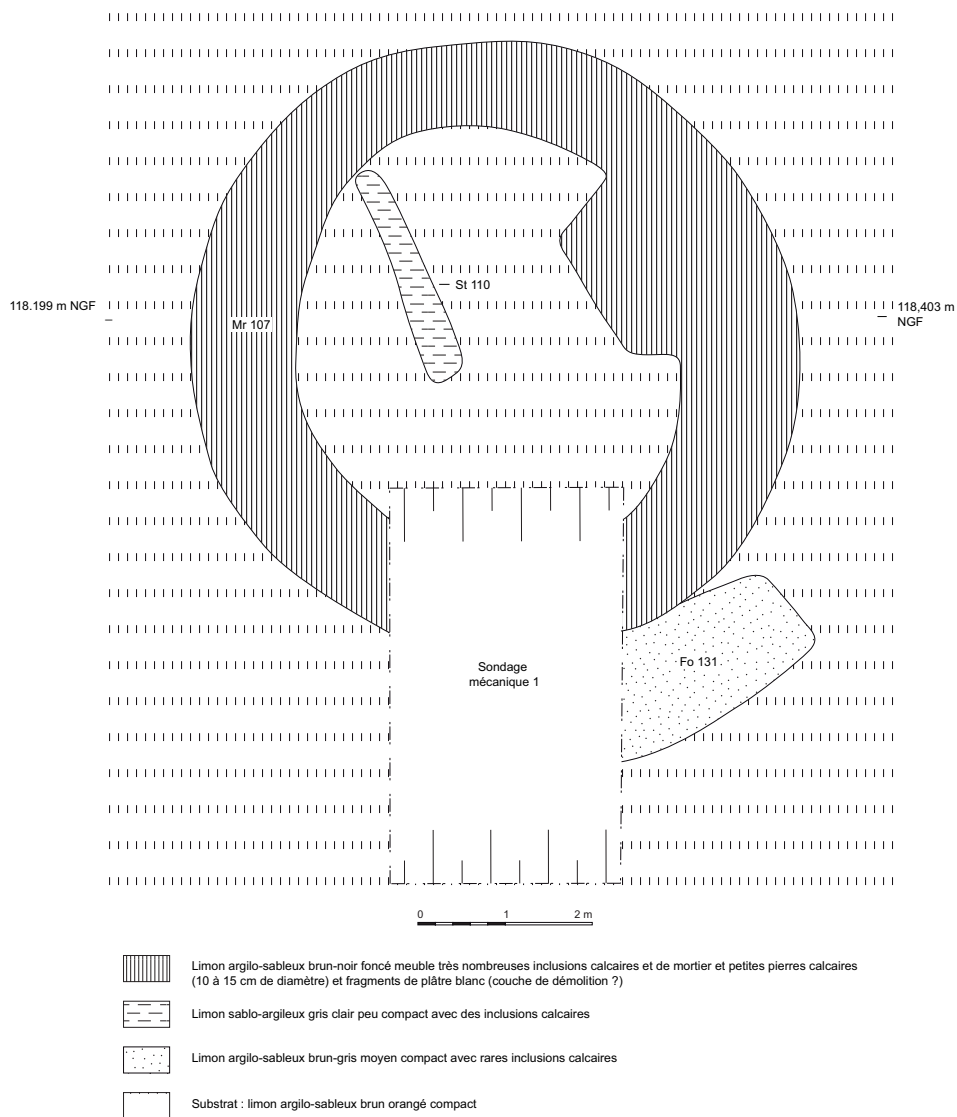 St 110
118.199 m NGF
118,403 m
NGF
Mr 107
Sondage
mécanique 1
Fo 131
0 1 2 m
Limon argilo-sableux brun-noir foncé meuble très nombreuses inclusions calcaires et de mortier et petites pierres calcaires
(10 à 15 cm de diamètre) et fragments de plâtre blanc (couche de démolition ?)
Limon sablo-argileux gris clair peu compact avec des inclusions calcaires
Limon argilo-sableux brun-gris moyen compact avec rares inclusions calcaires
Substrat : limon argilo-sableux brun orangé compact